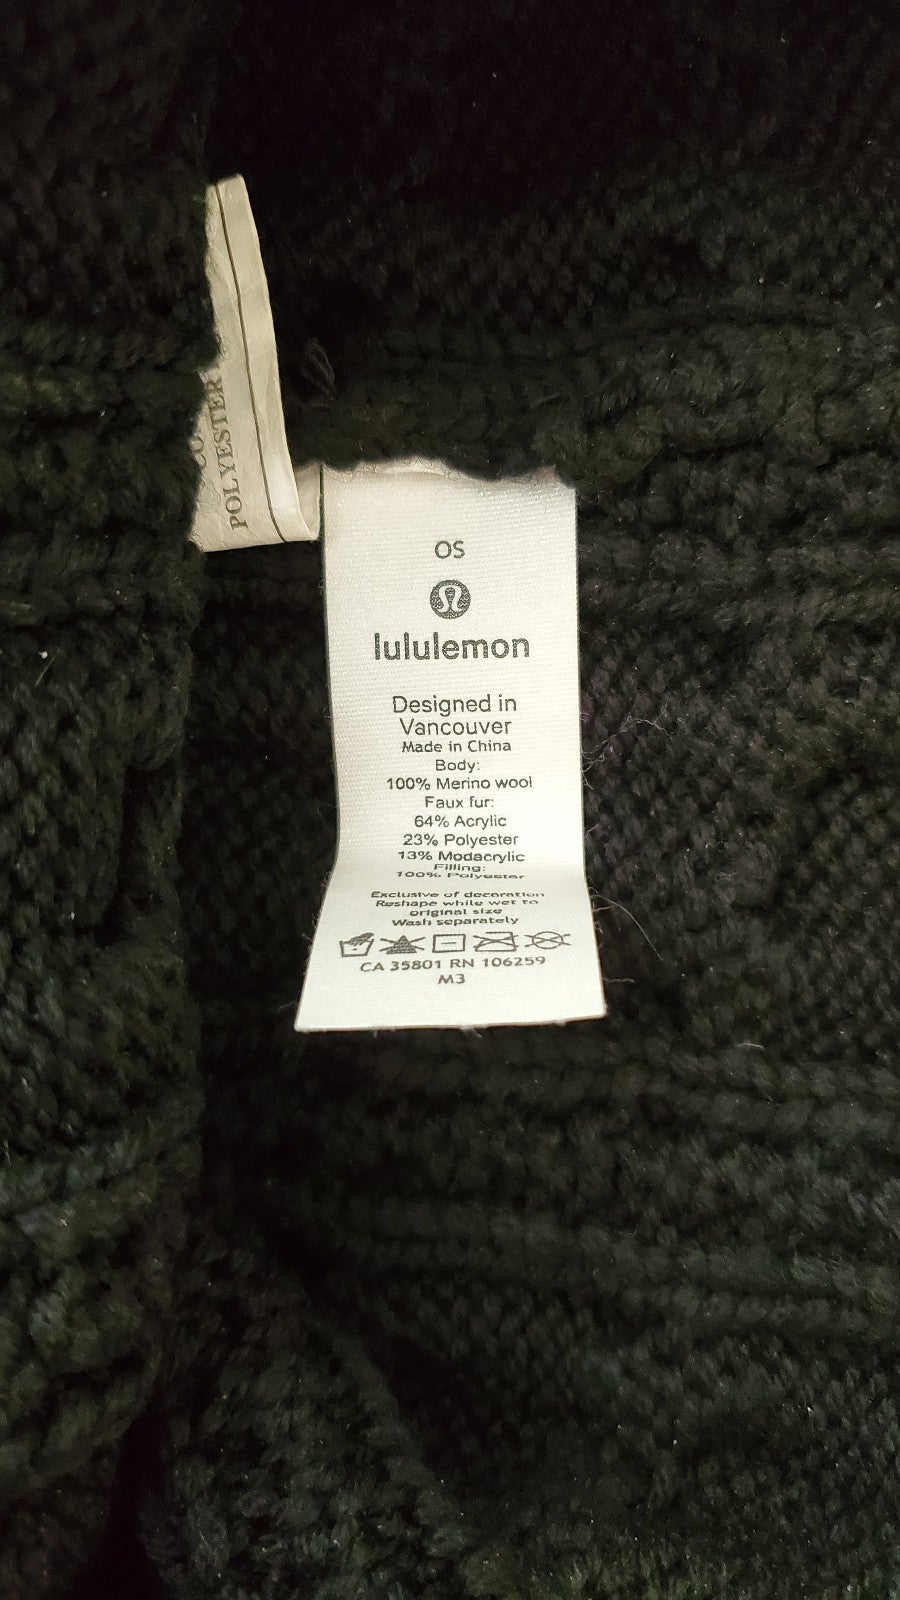 POLYESTER
OS
lululemon
Designed in
Vancouver
Made in China
Body:
100% Merino wool
Faux fur:
64% Acrylic
23% Polyester
13% Modacrylic
Filling:
100% Polyester
Exclusive of decoration
Reshape while wet to
original size
Wash separately
CA 35801 RN 106259
M3